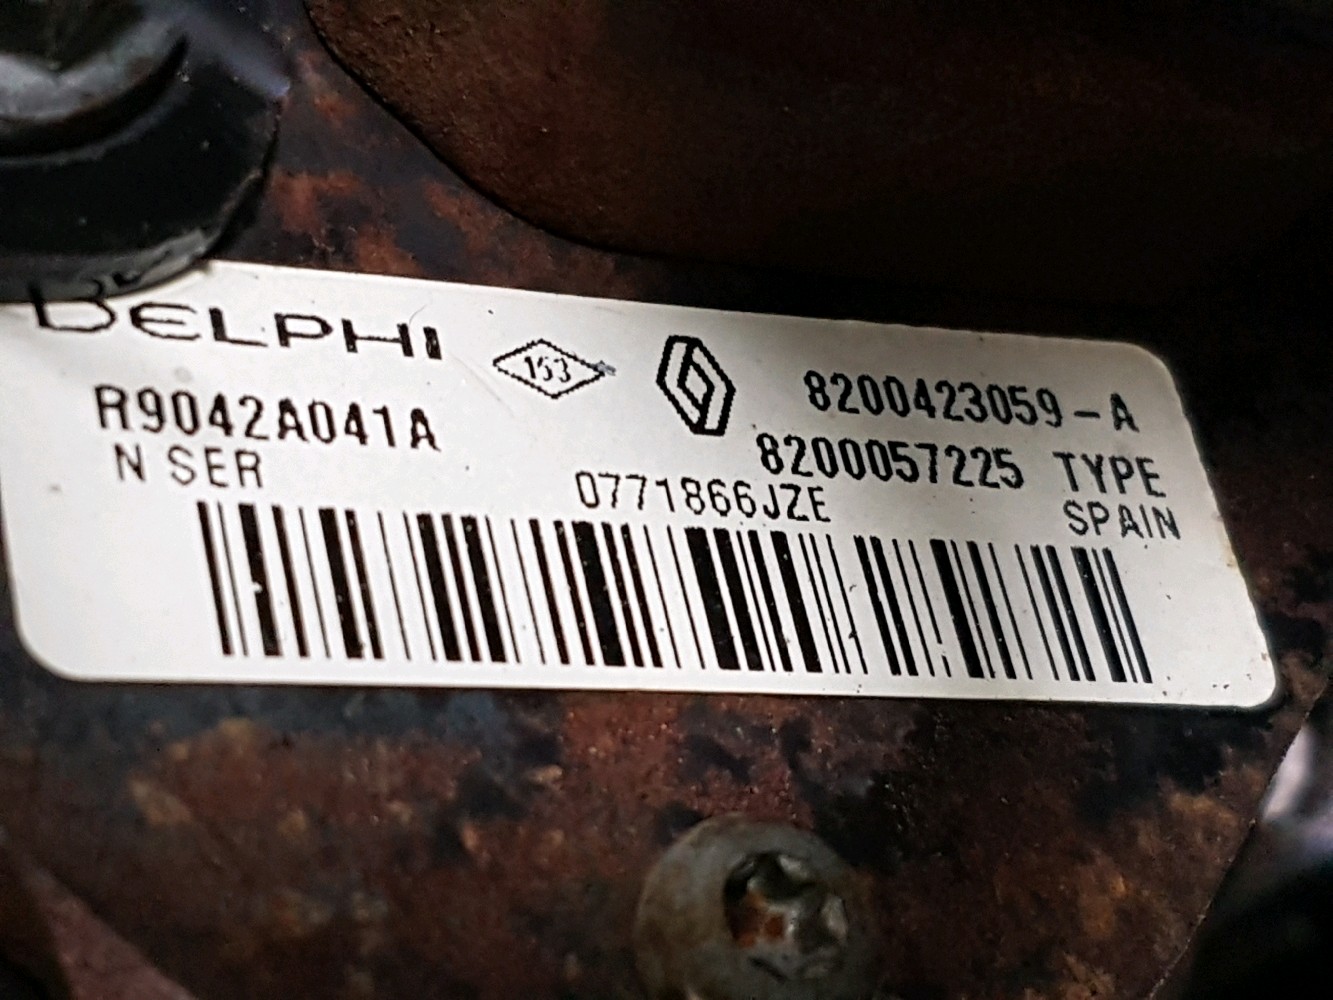 DELPHI 153 8200423059-A
R9042A041A 8200057225 TYPE
N SER 0771866JZE SPAIN